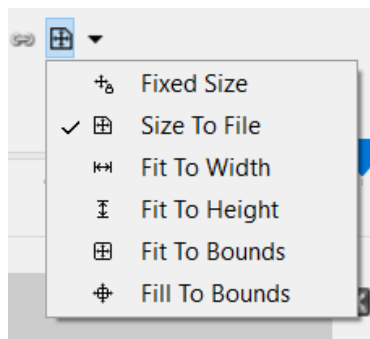 Fixed Size
Size To File
Fit To Width
Fit To Height
Fit To Bounds
Fill To Bounds